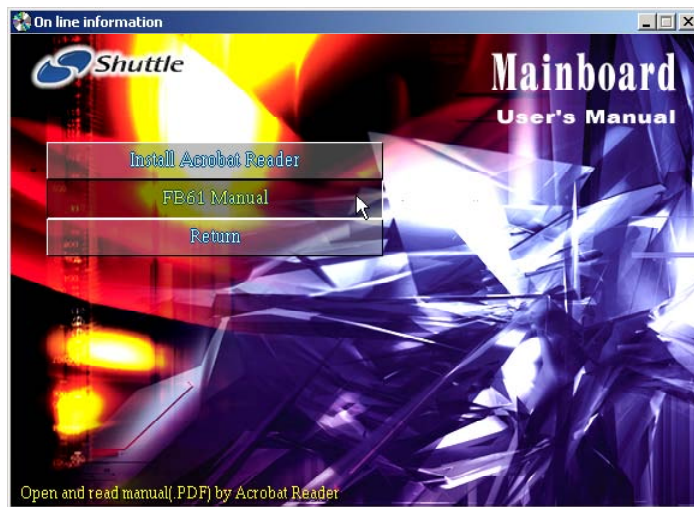 On line information
Shuttle
Mainboard
User's Manual
Install Acrobat Reader
FB61 Manual
Return
Open and read manual(.PDF) by Acrobat Reader